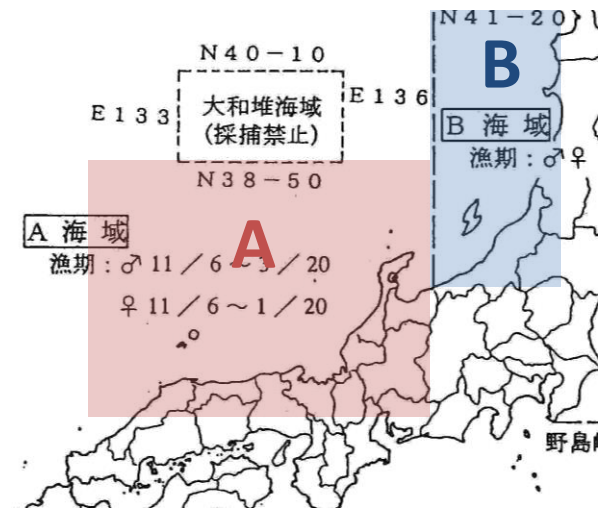 N41−20
N40−10
B
E133
大和堆海域
(採捕禁止)
E136
B 海 域
漁期:♂♀
N38−50
A 海 域
A
漁期:♂ 11/6〜3/20
♀ 11/6〜1/20
野島